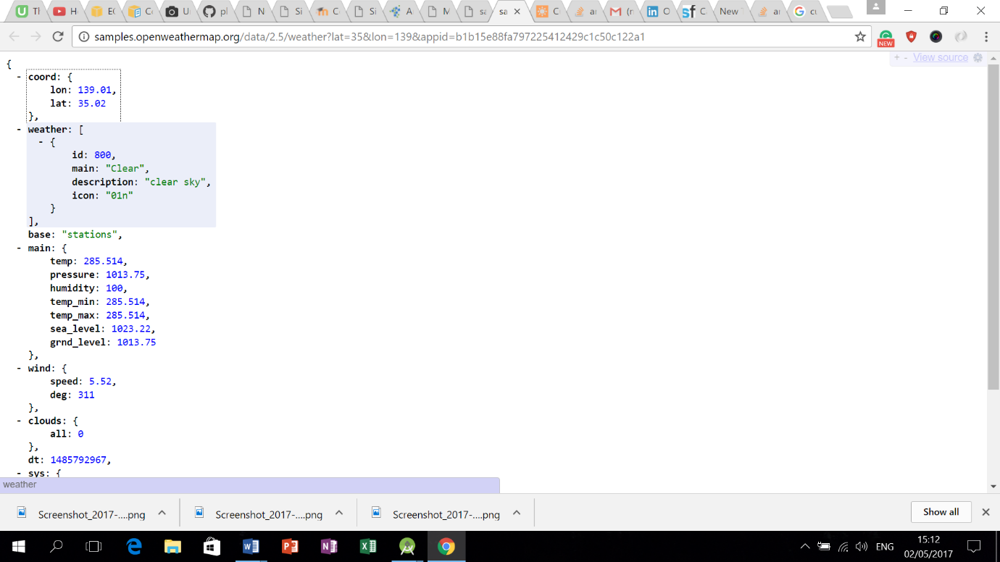 Tl H E( C( U pl N Si C Si A M sa sa C ar (n O C New ai cu
samples.openweathermap.org/data/2.5/weather?lat=35&lon=139&appid=b1b15e88fa797225412429c1c50c122a1
NEW
+ - View source
{
- coord: {
lon: 139.01,
lat: 35.02
},
- weather: [
- {
id: 800,
main: "Clear",
description: "clear sky",
icon: "01n"
}
],
base: "stations",
- main: {
temp: 285.514,
pressure: 1013.75,
humidity: 100,
temp_min: 285.514,
temp_max: 285.514,
sea_level: 1023.22,
grnd_level: 1013.75
},
- wind: {
speed: 5.52,
deg: 311
},
- clouds: {
all: 0
},
dt: 1485792967,
- sys: {
weather
Screenshot_2017-....png Screenshot_2017-....png Screenshot_2017-....png Show all
ENG
15:12
02/05/2017